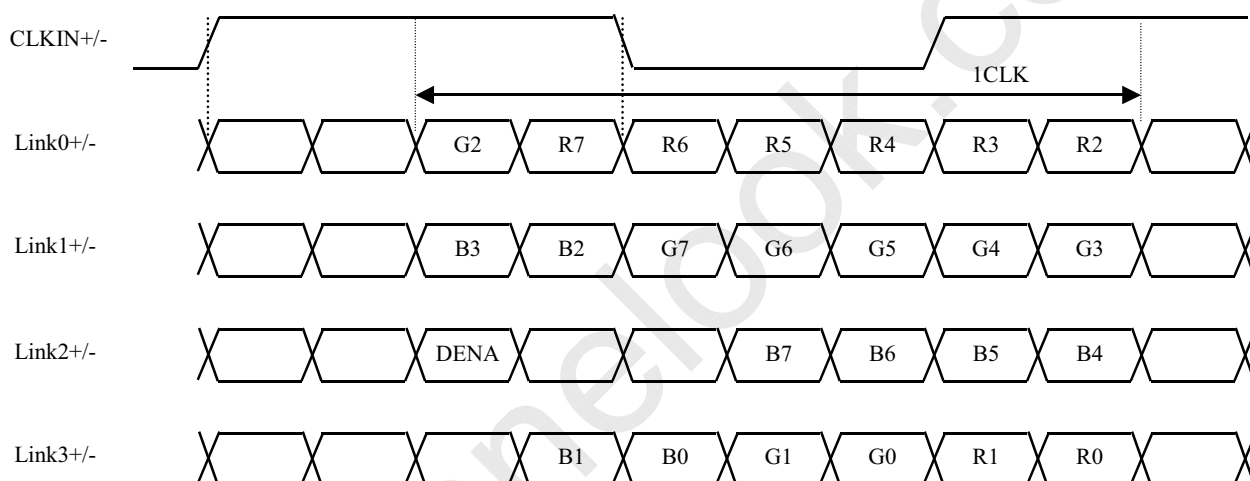 CLKIN+/-
1CLK
Link0+/- G2 R7 R6 R5 R4 R3 R2
Link1+/- B3 B2 G7 G6 G5 G4 G3
Link2+/- DENA B7 B6 B5 B4
Link3+/- B1 B0 G1 G0 R1 R0
nelook.c